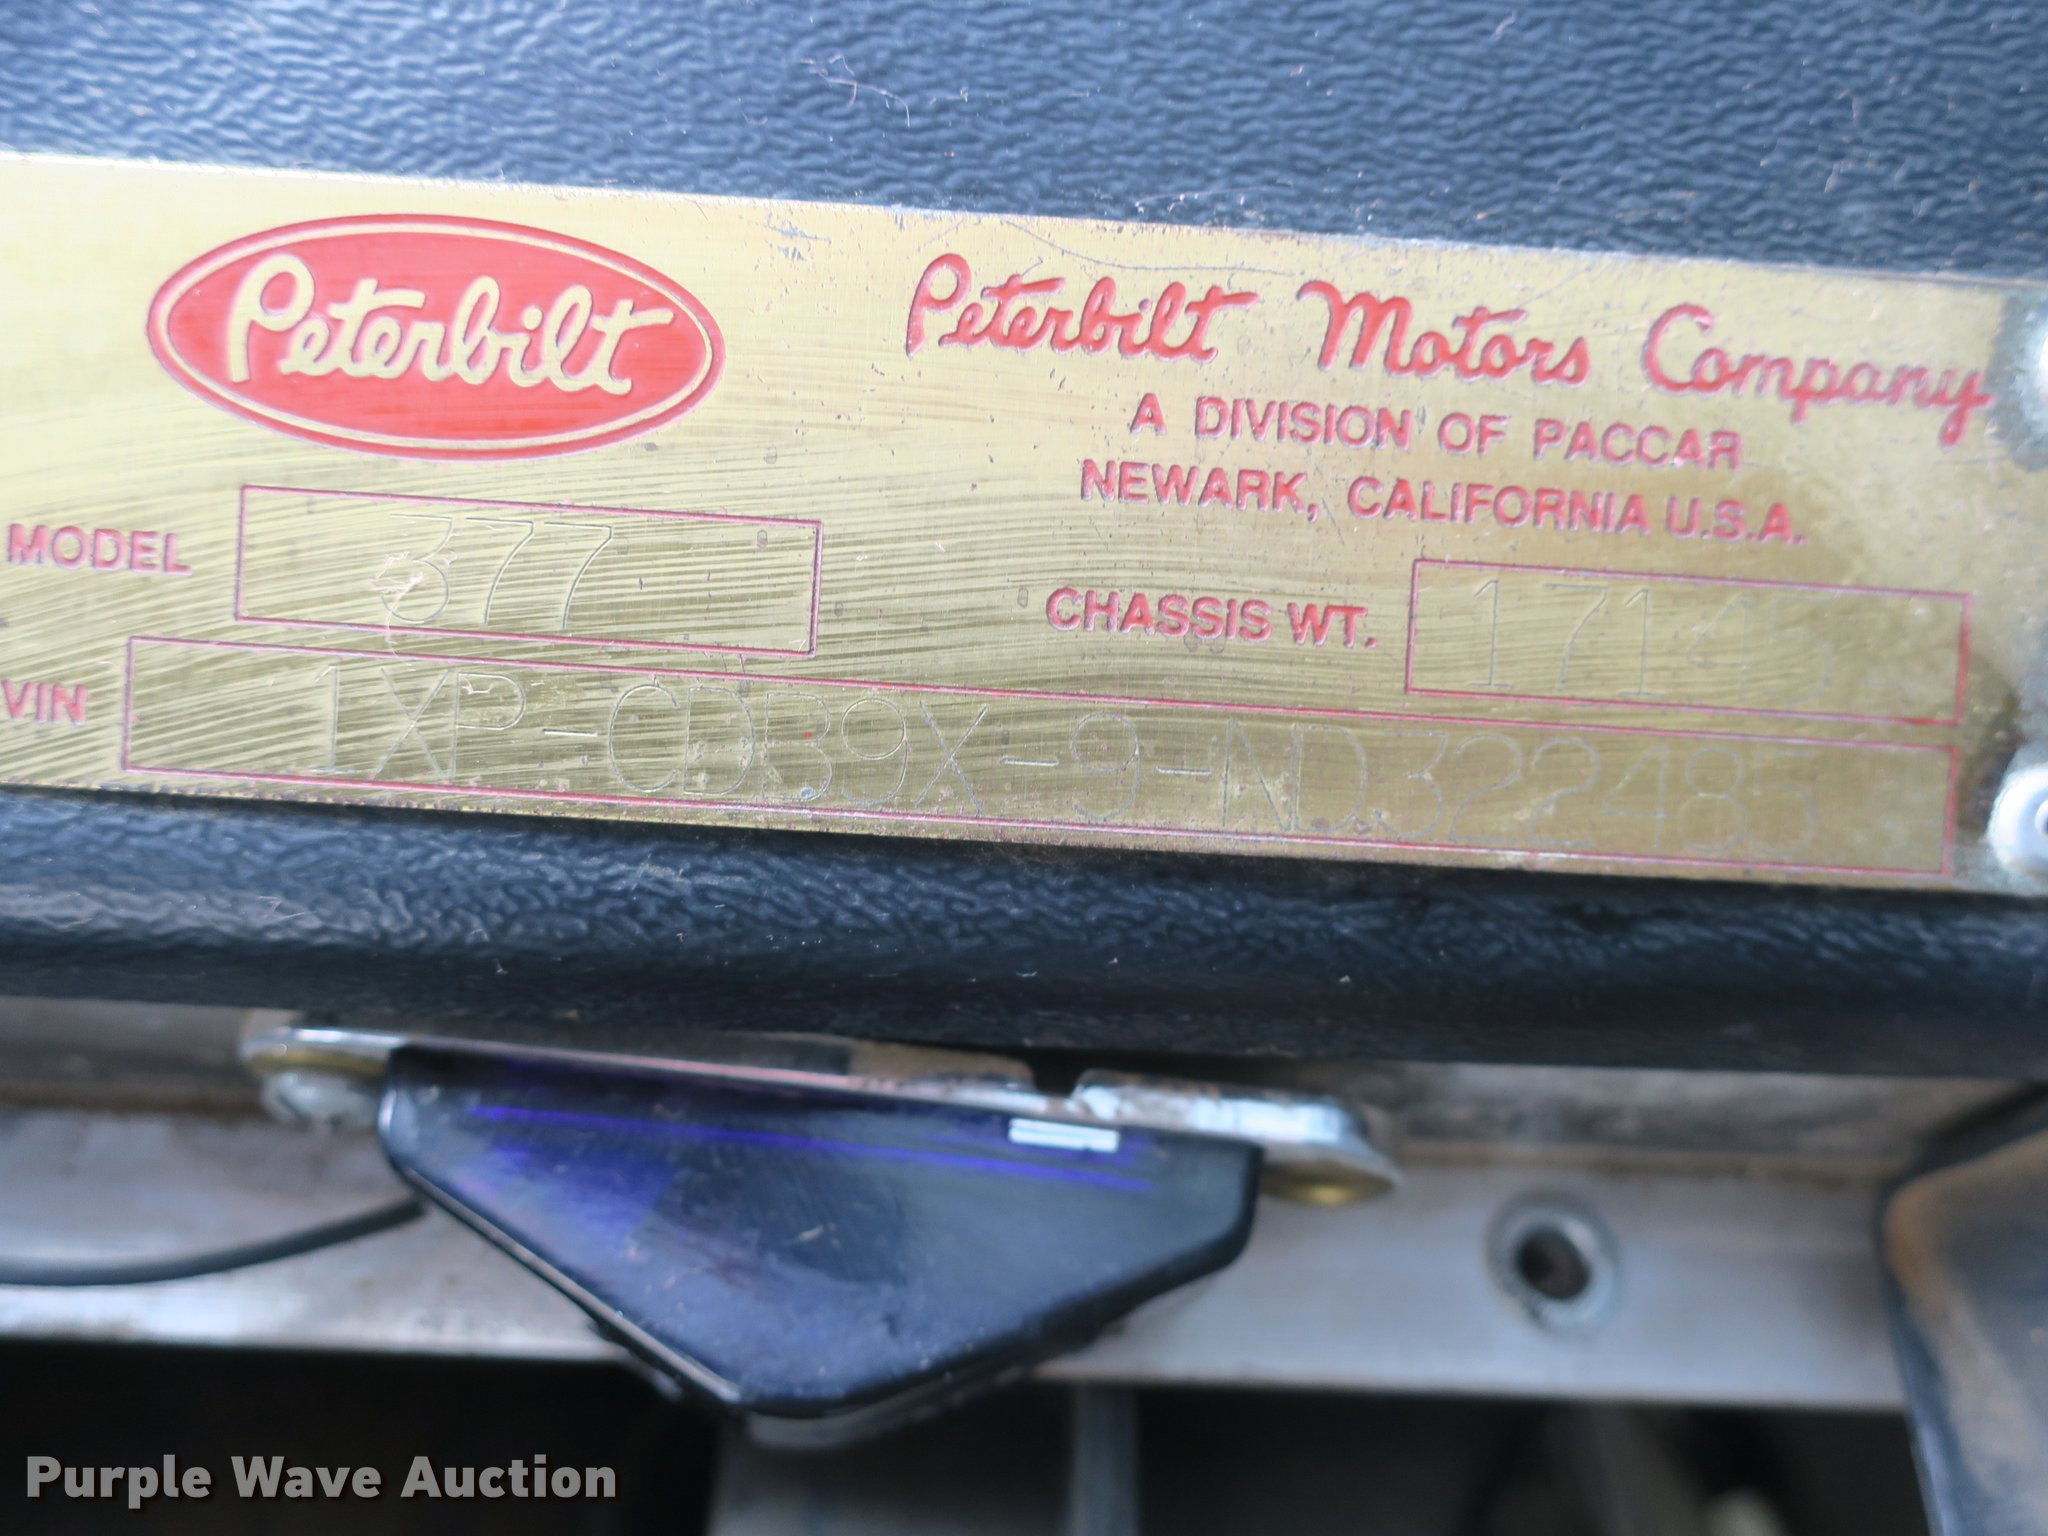 Peterbilt
Peterbilt Motors Company
A DIVISION OF PACCAR
NEWARK, CALIFORNIA U.S.A.
MODEL 377
CHASSIS WT. 17145
VIN 1XP-CDB9X-9-ND322485
Purple Wave Auction